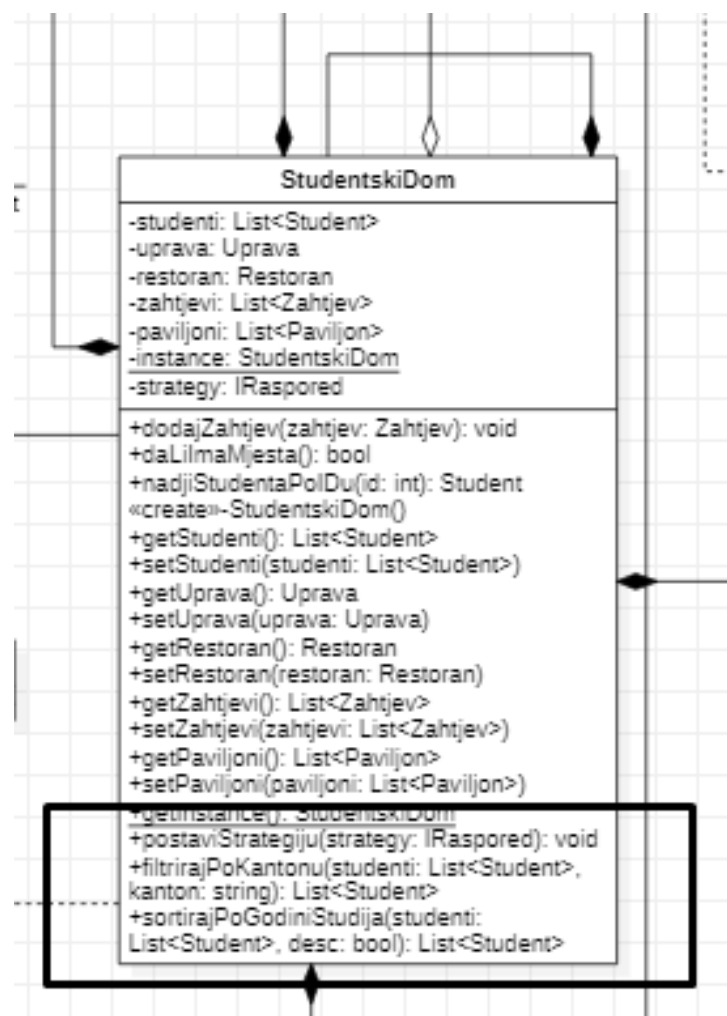 t
StudentskiDom
-studenti: List<Student>
-uprava: Uprava
-restoran: Restoran
-zahtjevi: List<Zahtjev>
-paviljoni: List<Paviljon>
-instance: StudentskiDom
-strategy: IRaspored
+dodajZahtjev(zahtjev: Zahtjev): void
+daLiImaMjesta(): bool
+nadjiStudentaPoIDu(id: int): Student
«create»-StudentskiDom()
+getStudenti(): List<Student>
+setStudenti(studenti: List<Student>)
+getUprava(): Uprava
+setUprava(uprava: Uprava)
+getRestoran(): Restoran
+setRestoran(restoran: Restoran)
+getZahtjevi(): List<Zahtjev>
+setZahtjevi(zahtjevi: List<Zahtjev>)
+getPaviljoni(): List<Paviljon>
+setPaviljoni(paviljoni: List<Paviljon>)
+getInstance(): StudentskiDom
+postaviStrategiju(strategy: IRaspored): void
+filtrirajPoKantonu(studenti: List<Student>,
kanton: string): List<Student>
+sortirajPoGodiniStudija(studenti:
List<Student>, desc: bool): List<Student>